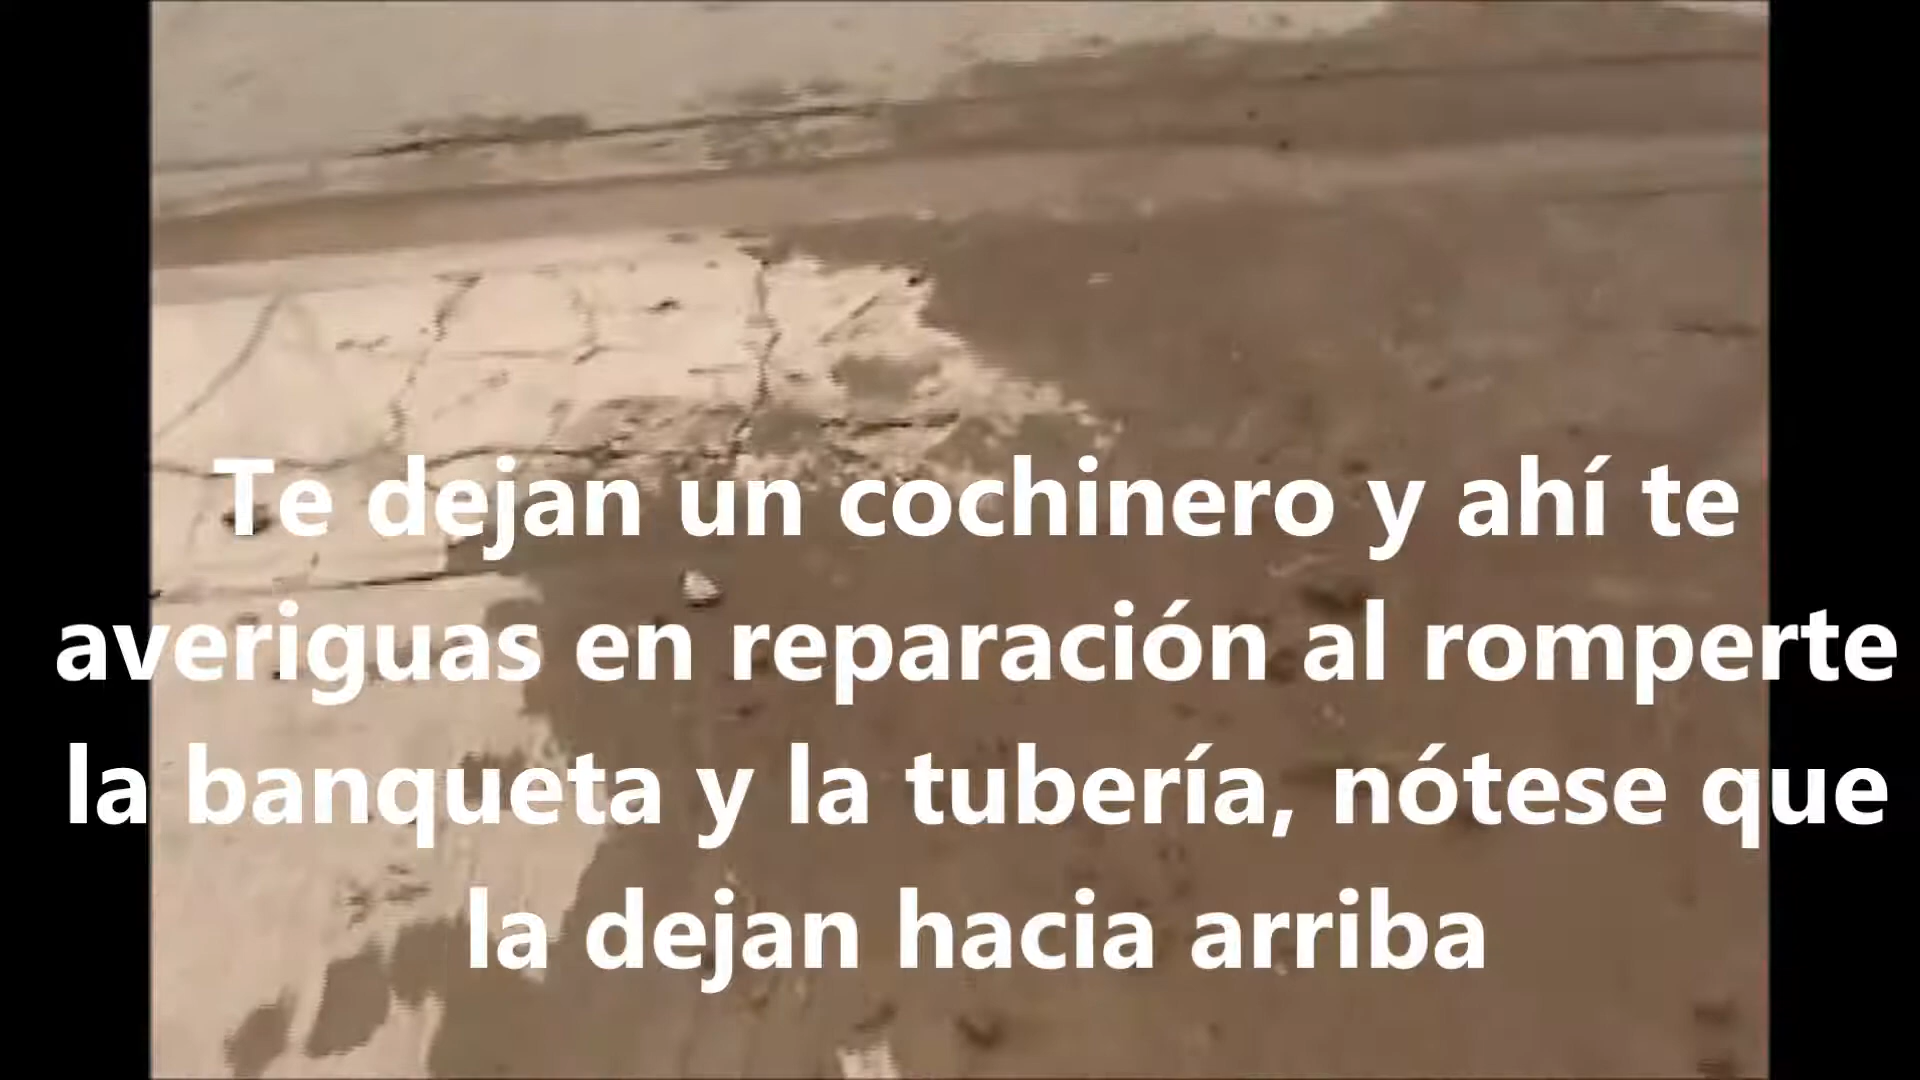 Te dejan un cochinero y ahí te
averiguas en reparación al romperte
la banqueta y la tubería, nótese que
la dejan hacia arriba